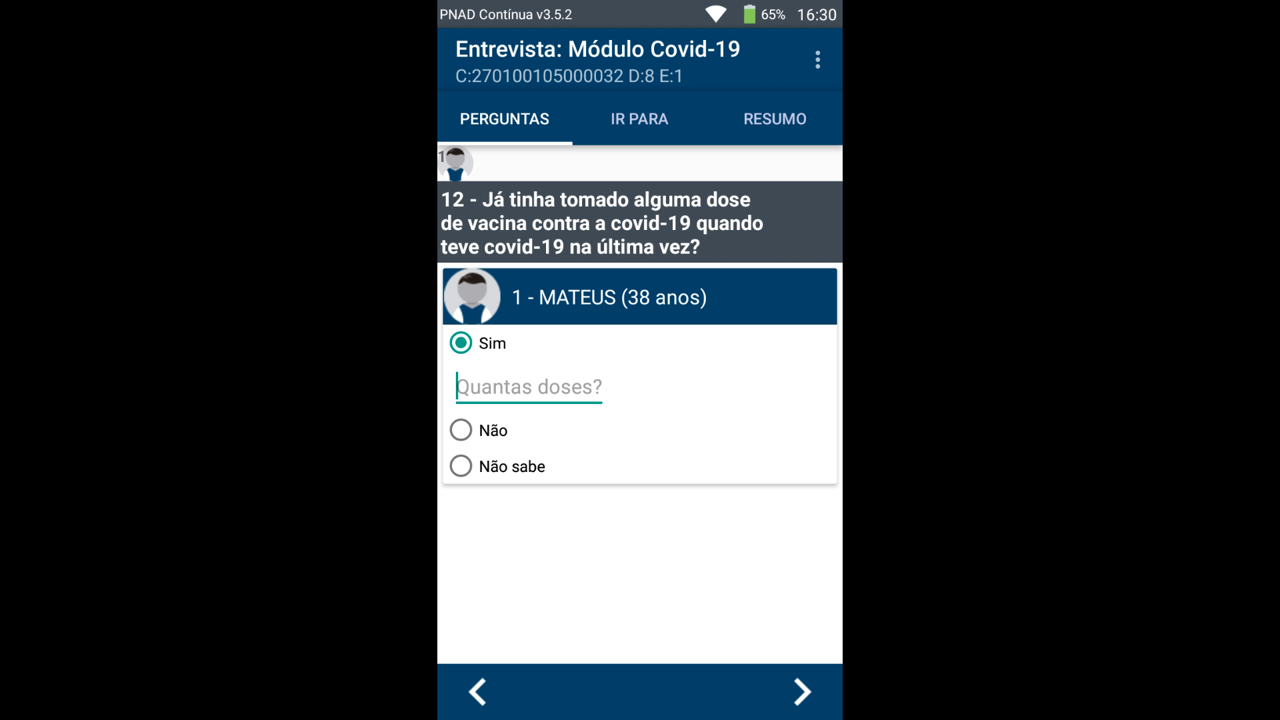 PNAD Contínua v3.5.2 65% 16:30
Entrevista: Módulo Covid-19
C:270100105000032 D:8 E:1
PERGUNTAS IR PARA RESUMO
1
12 - Já tinha tomado alguma dose
de vacina contra a covid-19 quando
teve covid-19 na última vez?
1 - MATEUS (38 anos)
Sim
Quantas doses?
Não
Não sabe